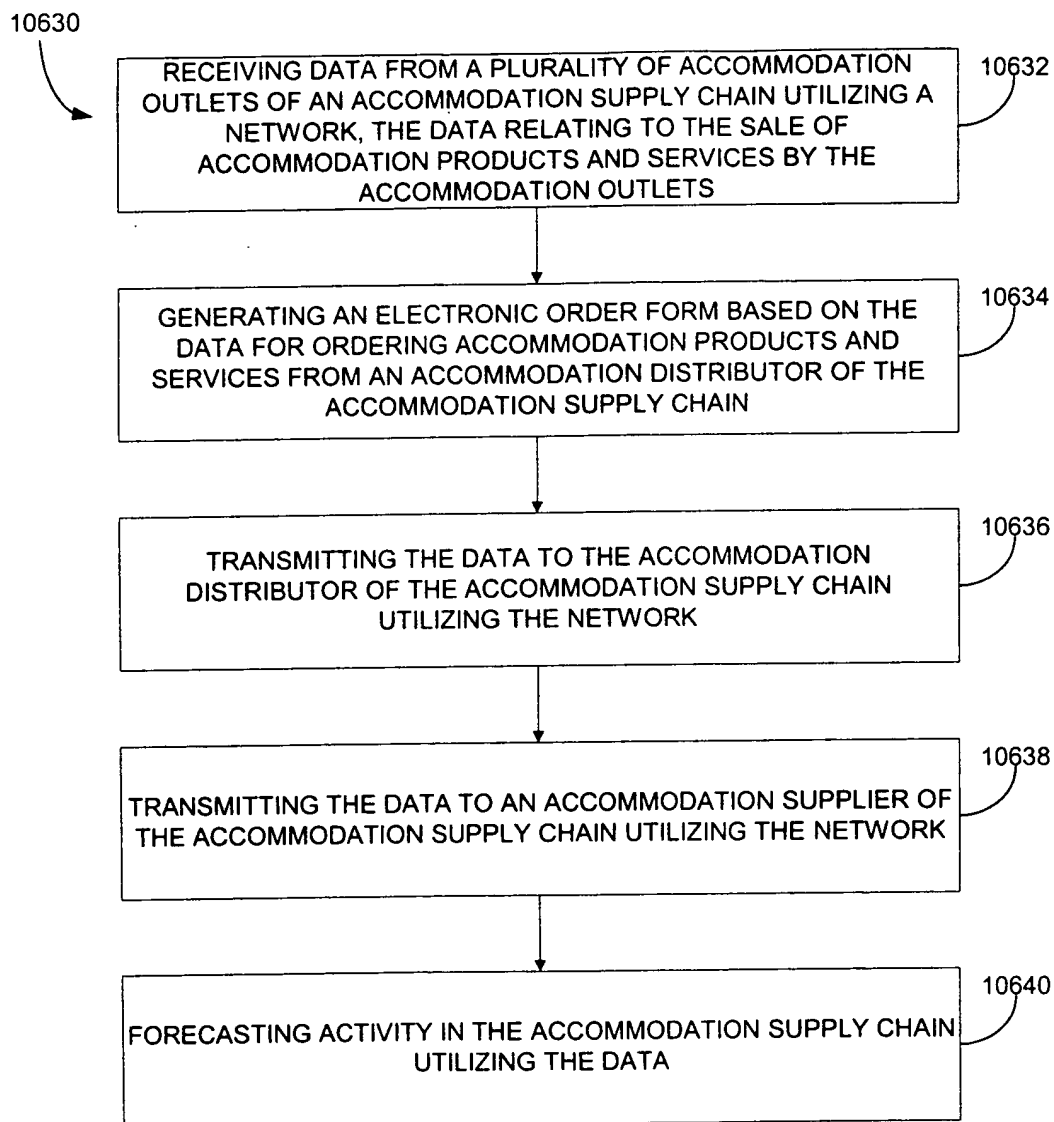 10630
RECEIVING DATA FROM A PLURALITY OF ACCOMMODATION
OUTLETS OF AN ACCOMMODATION SUPPLY CHAIN UTILIZING A
NETWORK, THE DATA RELATING TO THE SALE OF
ACCOMMODATION PRODUCTS AND SERVICES BY THE
ACCOMMODATION OUTLETS
10632
GENERATING AN ELECTRONIC ORDER FORM BASED ON THE
DATA FOR ORDERING ACCOMMODATION PRODUCTS AND
SERVICES FROM AN ACCOMMODATION DISTRIBUTOR OF THE
ACCOMMODATION SUPPLY CHAIN
10634
TRANSMITTING THE DATA TO THE ACCOMMODATION
DISTRIBUTOR OF THE ACCOMMODATION SUPPLY CHAIN
UTILIZING THE NETWORK
10636
TRANSMITTING THE DATA TO AN ACCOMMODATION SUPPLIER OF
THE ACCOMMODATION SUPPLY CHAIN UTILIZING THE NETWORK
10638
FORECASTING ACTIVITY IN THE ACCOMMODATION SUPPLY CHAIN
UTILIZING THE DATA
10640